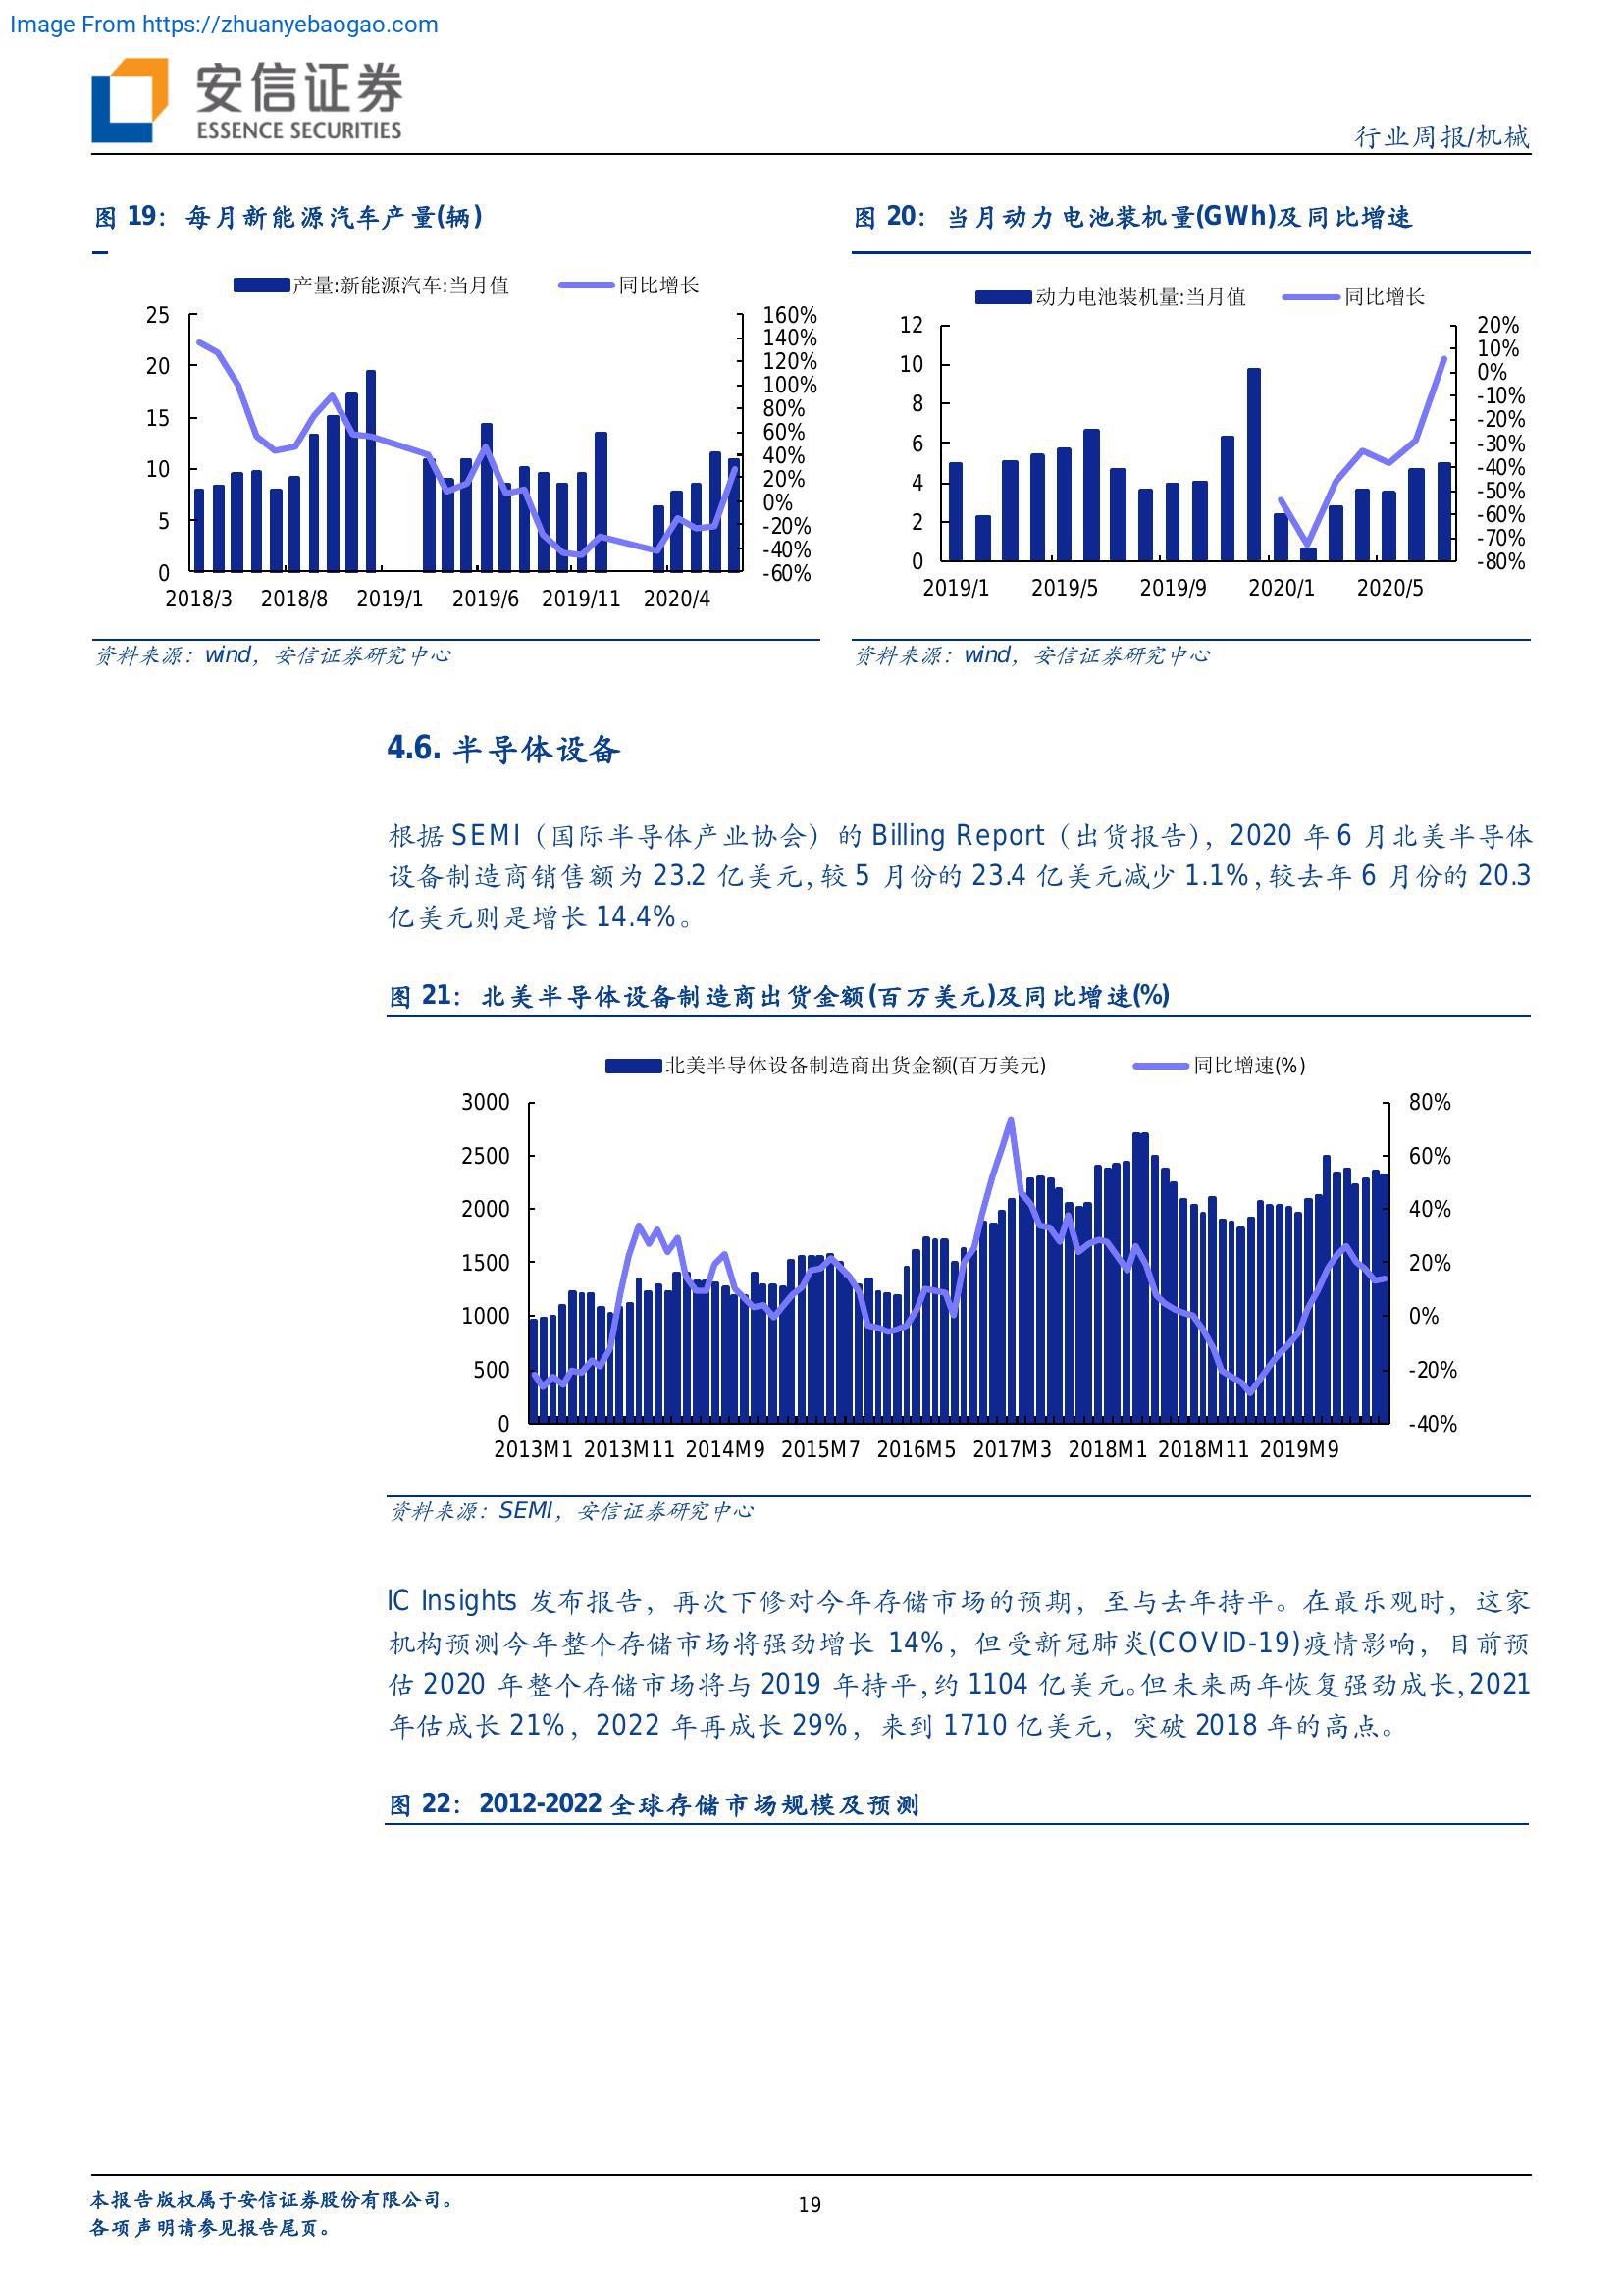 Image From https://zhuanyebaogao.com
安信证券
ESSENCE SECURITIES
行业周报/机械
图 19：每月新能源汽车产量(辆)
产量:新能源汽车:当月值
同比增长
25
20
15
10
5
0
160%
140%
120%
100%
80%
60%
40%
20%
0%
-20%
-40%
-60%
2018/3 2018/8 2019/1 2019/6 2019/11 2020/4
资料来源：wind，安信证券研究中心
图 20：当月动力电池装机量(GWh)及同比增速
动力电池装机量:当月值
同比增长
12
10
8
6
4
2
0
20%
10%
0%
-10%
-20%
-30%
-40%
-50%
-60%
-70%
-80%
2019/1 2019/5 2019/9 2020/1 2020/5
资料来源：wind，安信证券研究中心
4.6. 半导体设备
根据 SEMI（国际半导体产业协会）的 Billing Report（出货报告），2020 年 6 月北美半导体
设备制造商销售额为 23.2 亿美元，较 5 月份的 23.4 亿美元减少 1.1%，较去年 6 月份的 20.3
亿美元则是增长 14.4%。
图 21：北美半导体设备制造商出货金额(百万美元)及同比增速(%)
北美半导体设备制造商出货金额(百万美元)
同比增速(%)
3000
2500
2000
1500
1000
500
0
80%
60%
40%
20%
0%
-20%
-40%
2013M1 2013M11 2014M9 2015M7 2016M5 2017M3 2018M1 2018M11 2019M9
资料来源：SEMI，安信证券研究中心
IC Insights 发布报告，再次下修对今年存储市场的预期，至与去年持平。在最乐观时，这家
机构预测今年整个存储市场将强劲增长 14%，但受新冠肺炎(COVID-19)疫情影响，目前预
估 2020 年整个存储市场将与 2019 年持平，约 1104 亿美元。但未来两年恢复强劲成长，2021
年估成长 21%，2022 年再成长 29%，来到 1710 亿美元，突破 2018 年的高点。
图 22：2012-2022 全球存储市场规模及预测
本报告版权属于安信证券股份有限公司。
各项声明请参见报告尾页。
19